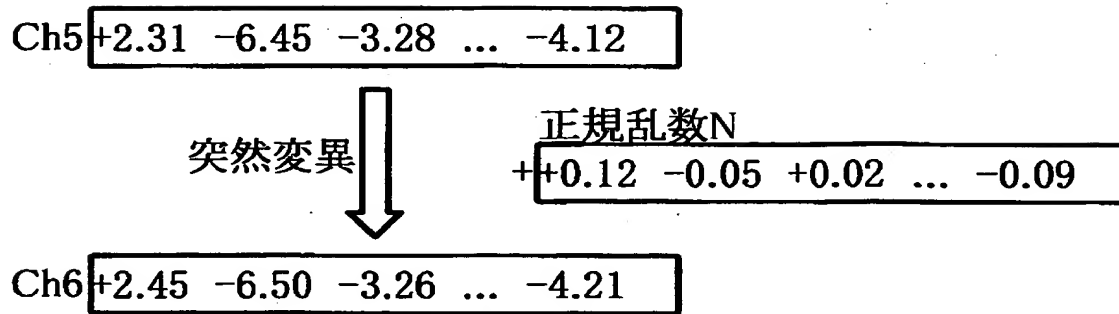 Ch5 +2.31 −6.45 −3.28 ... −4.12
突然変異
正規乱数N
+ +0.12 −0.05 +0.02 ... −0.09
Ch6 +2.45 −6.50 −3.26 ... −4.21